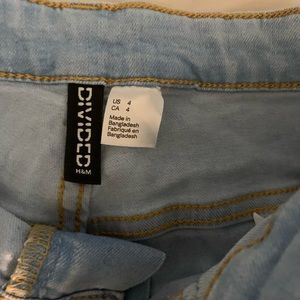 DIVIDED
H&M
US 4
CA 4
Made in
Bangladesh
Fabriqué en
Bangladesh